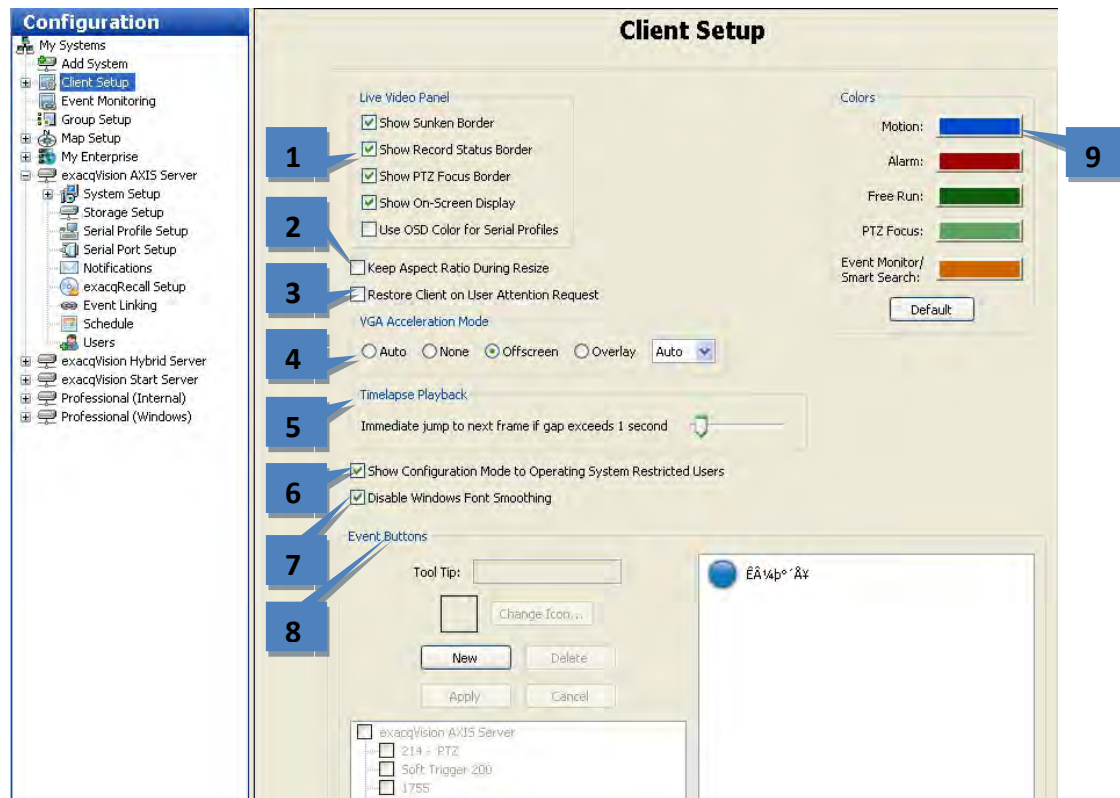 Configuration
My Systems
Add System
Client Setup
Event Monitoring
Group Setup
Map Setup
My Enterprise
exacqVision AXIS Server
System Setup
Storage Setup
Serial Profile Setup
Serial Port Setup
Notifications
exacqRecall Setup
Event Linking
Schedule
Users
exacqVision Hybrid Server
exacqVision Start Server
Professional (Internal)
Professional (Windows)
Client Setup
Live Video Panel
Show Sunken Border
1
Show Record Status Border
Show PTZ Focus Border
Show On-Screen Display
2
Use OSD Color for Serial Profiles
Keep Aspect Ratio During Resize
3
Restore Client on User Attention Request
VGA Acceleration Mode
4
Auto None Offscreen Overlay Auto
Timelapse Playback
5
Immediate jump to next frame if gap exceeds 1 second
6
Show Configuration Mode to Operating System Restricted Users
7
Disable Windows Font Smoothing
8
Event Buttons
Tool Tip:
Change Icon...
New Delete
Apply Cancel
exacqVision AXIS Server
214 - PTZ
Soft Trigger 200
1755
ÊÂ¼þº´Å¥
Colors
Motion:
9
Alarm:
Free Run:
PTZ Focus:
Event Monitor/
Smart Search:
Default